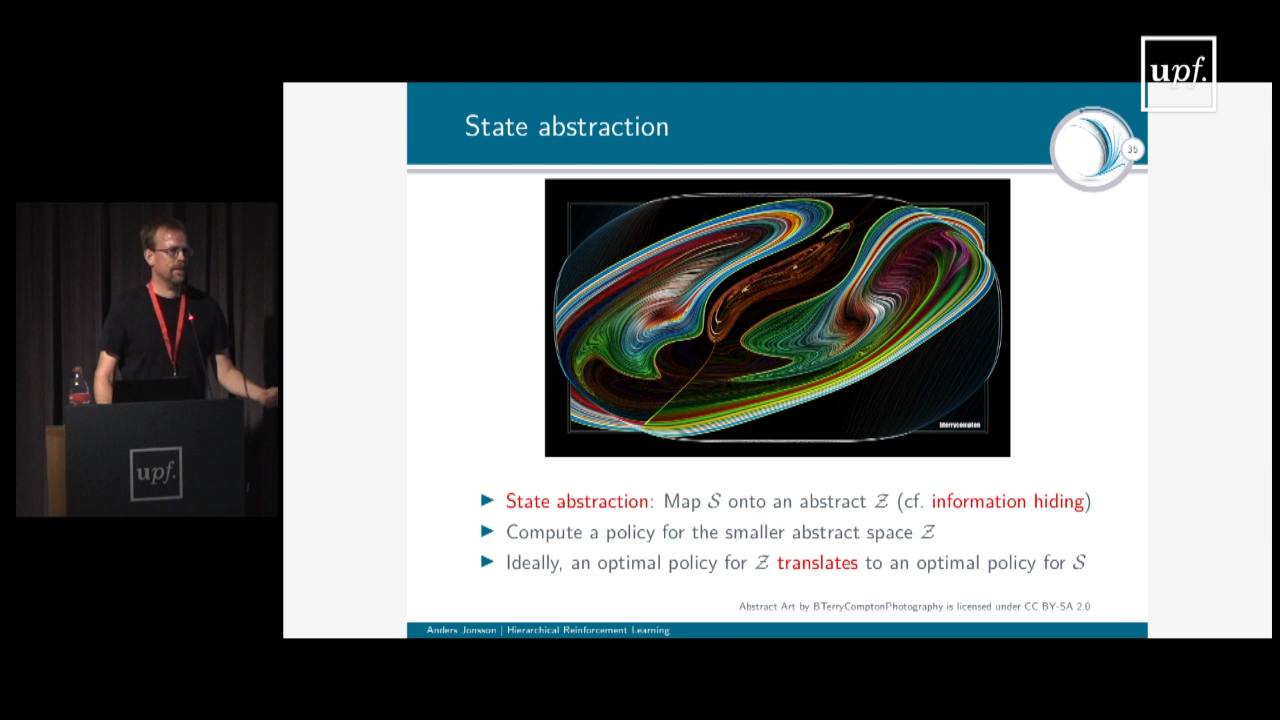 upf.
State abstraction
35
bterrycompton
▶ State abstraction: Map S onto an abstract Z (cf. information hiding)
▶ Compute a policy for the smaller abstract space Z
▶ Ideally, an optimal policy for Z translates to an optimal policy for S
Abstract Art by BTerryComptonPhotography is licensed under CC BY-SA 2.0
Anders Jonsson | Hierarchical Reinforcement Learning
upf.